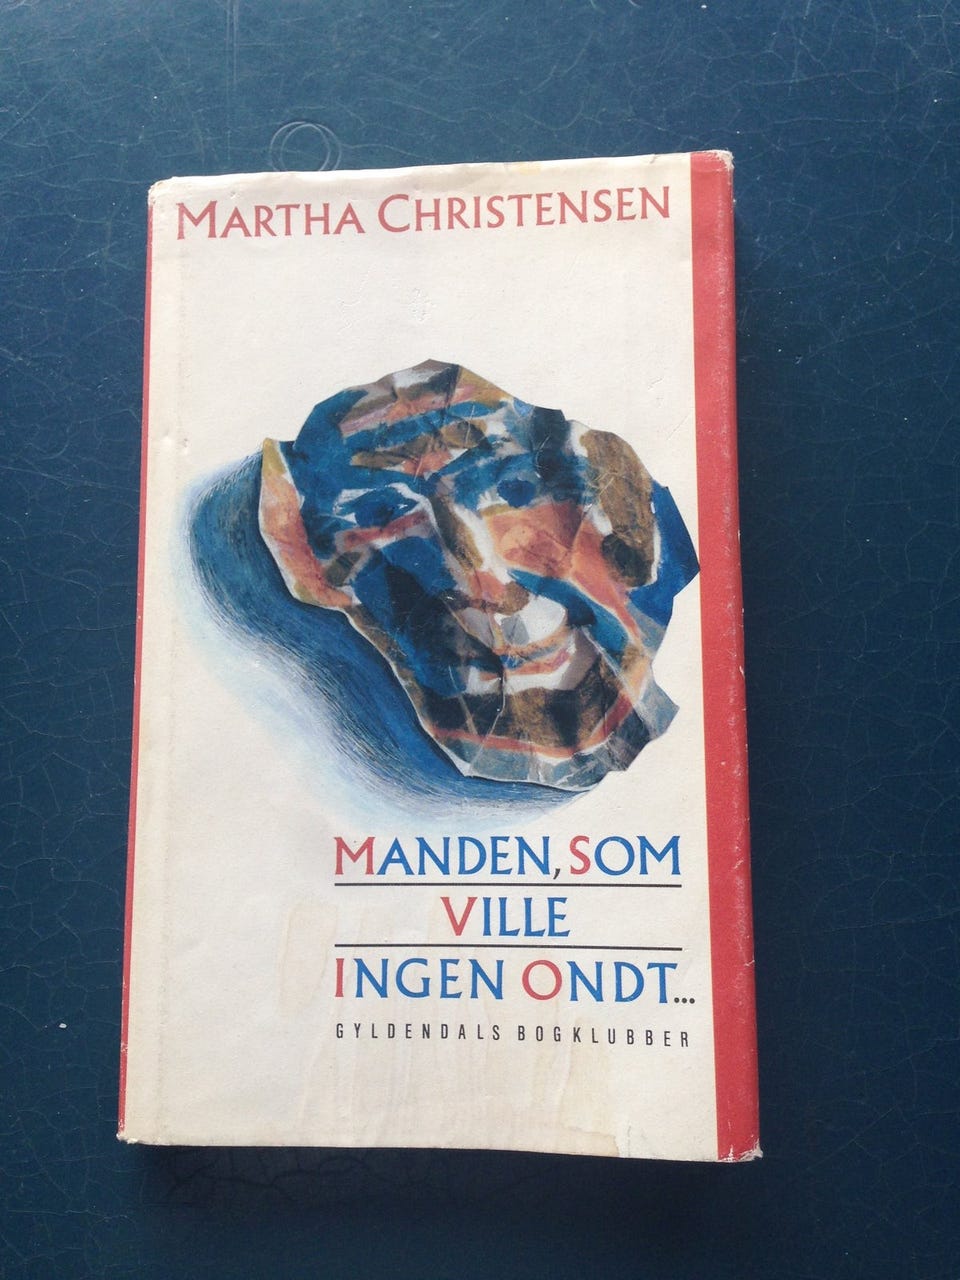 MARTHA CHRISTENSEN
MANDEN, SOM
VILLE
INGEN ONDT...
GYLDENDALS BOGKLUBBER